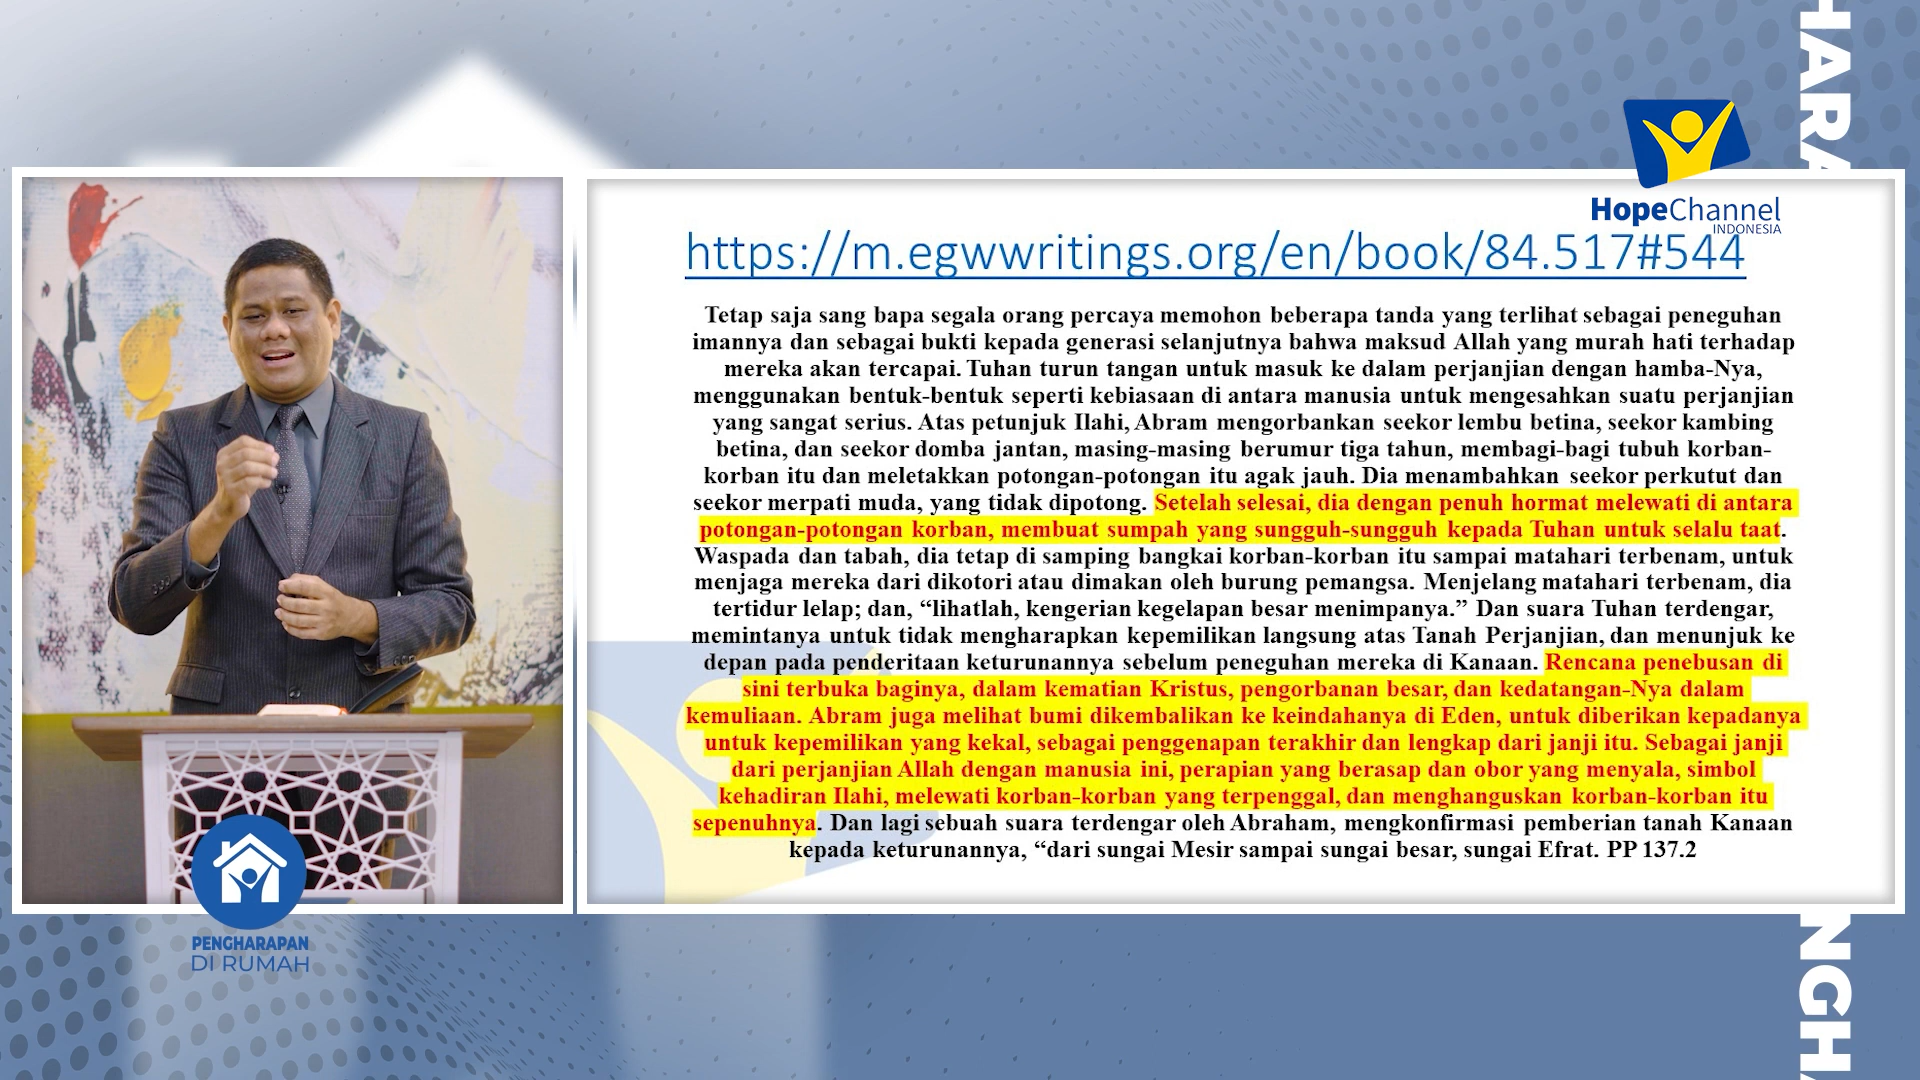 HARA
HopeChannel
INDONESIA
https://m.egwwritings.org/en/book/84.517#544
Tetap saja sang bapa segala orang percaya memohon beberapa tanda yang terlihat sebagai peneguhan
imannya dan sebagai bukti kepada generasi selanjutnya bahwa maksud Allah yang murah hati terhadap
mereka akan tercapai. Tuhan turun tangan untuk masuk ke dalam perjanjian dengan hamba-Nya,
menggunakan bentuk-bentuk seperti kebiasaan di antara manusia untuk mengesahkan suatu perjanjian
yang sangat serius. Atas petunjuk Ilahi, Abram mengorbankan seekor lembu betina, seekor kambing
betina, dan seekor domba jantan, masing-masing berumur tiga tahun, membagi-bagi tubuh korban-
korban itu dan meletakkan potongan-potongan itu agak jauh. Dia menambahkan seekor perkutut dan
seekor merpati muda, yang tidak dipotong. Setelah selesai, dia dengan penuh hormat melewati di antara
potongan-potongan korban, membuat sumpah yang sungguh-sungguh kepada Tuhan untuk selalu taat.
Waspada dan tabah, dia tetap di samping bangkai korban-korban itu sampai matahari terbenam, untuk
menjaga mereka dari dikotori atau dimakan oleh burung pemangsa. Menjelang matahari terbenam, dia
tertidur lelap; dan, “lihatlah, kengerian kegelapan besar menimpanya.” Dan suara Tuhan terdengar,
memintanya untuk tidak mengharapkan kepemilikan langsung atas Tanah Perjanjian, dan menunjuk ke
depan pada penderitaan keturunannya sebelum peneguhan mereka di Kanaan. Rencana penebusan di
sini terbuka baginya, dalam kematian Kristus, pengorbanan besar, dan kedatangan-Nya dalam
kemuliaan. Abram juga melihat bumi dikembalikan ke keindahanya di Eden, untuk diberikan kepadanya
untuk kepemilikan yang kekal, sebagai penggenapan terakhir dan lengkap dari janji itu. Sebagai janji
dari perjanjian Allah dengan manusia ini, perapian yang berasap dan obor yang menyala, simbol
kehadiran Ilahi, melewati korban-korban yang terpenggal, dan menghanguskan korban-korban itu
sepenuhnya. Dan lagi sebuah suara terdengar oleh Abraham, mengkonfirmasi pemberian tanah Kanaan
kepada keturunannya, “dari sungai Mesir sampai sungai besar, sungai Efrat. PP 137.2
PENGHARAPAN
DI RUMAH
NGHA